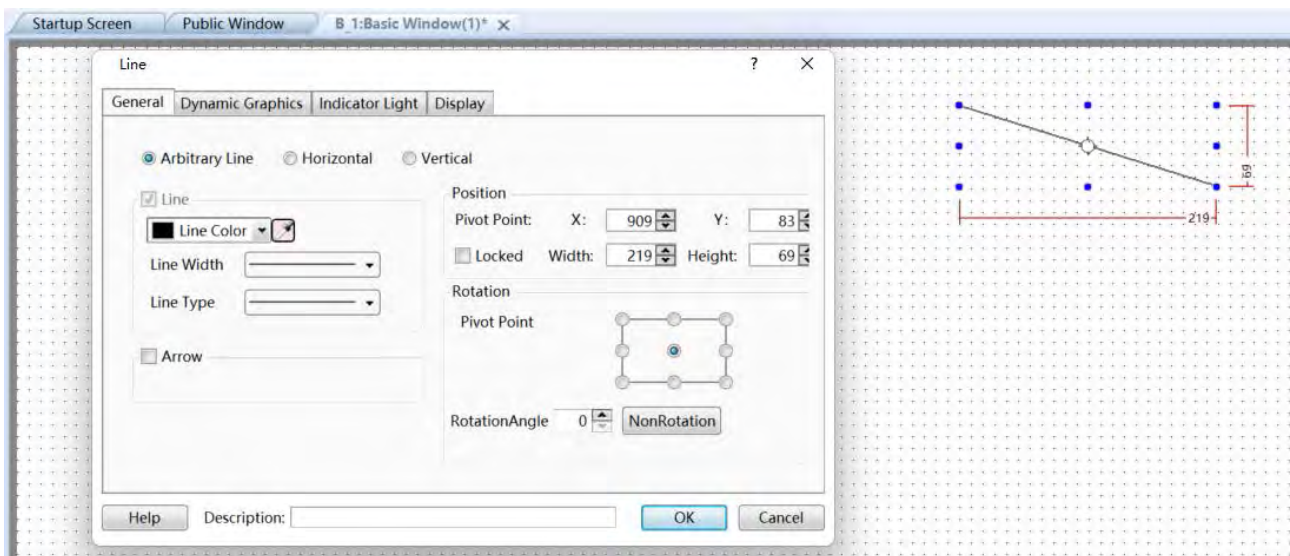 Startup Screen Public Window B_1:Basic Window(1)*
Line ?
General Dynamic Graphics Indicator Light Display
Arbitrary Line Horizontal Vertical
Line
Line Color
Line Width
Line Type
Arrow
Position
Pivot Point: X: 909 Y: 83
Locked Width: 219 Height: 69
Rotation
Pivot Point
RotationAngle 0 NonRotation
Help Description: OK Cancel
69
219